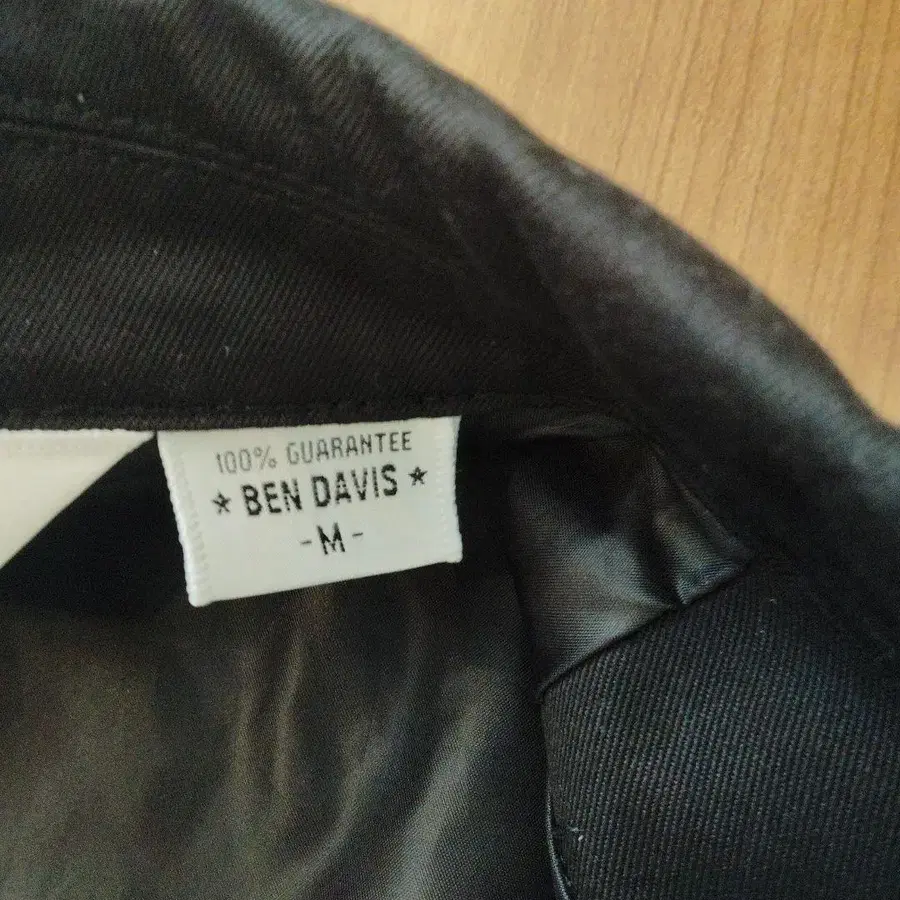 100% GUARANTEE
★ BEN DAVIS ★
-M-